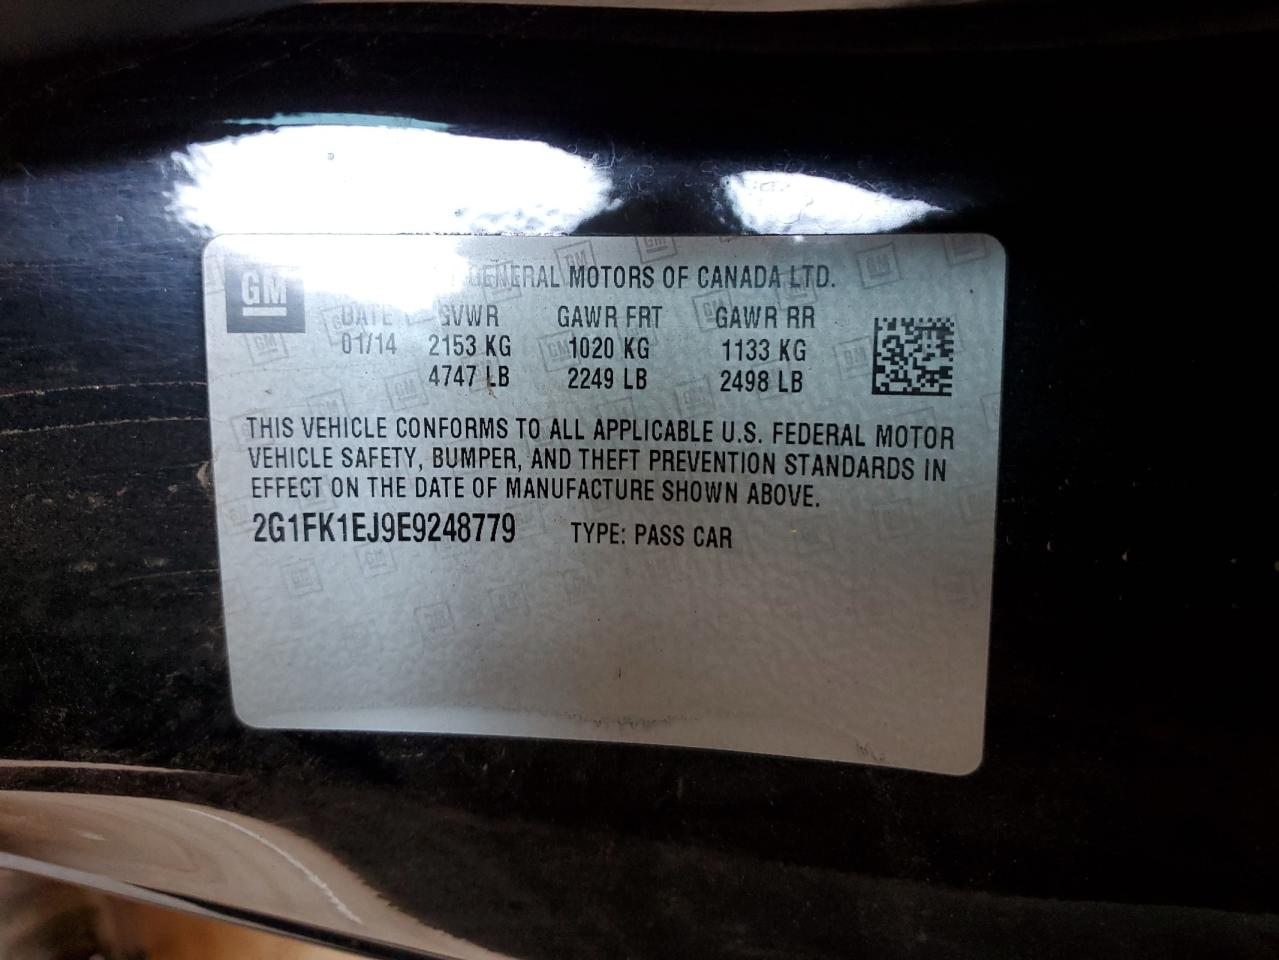 GM
GENERAL MOTORS OF CANADA LTD.
DATE GVWR GAWR FRT GAWR RR
01/14 2153 KG 1020 KG 1133 KG
4747 LB 2249 LB 2498 LB
THIS VEHICLE CONFORMS TO ALL APPLICABLE U.S. FEDERAL MOTOR
VEHICLE SAFETY, BUMPER, AND THEFT PREVENTION STANDARDS IN
EFFECT ON THE DATE OF MANUFACTURE SHOWN ABOVE.
2G1FK1EJ9E9248779 TYPE: PASS CAR